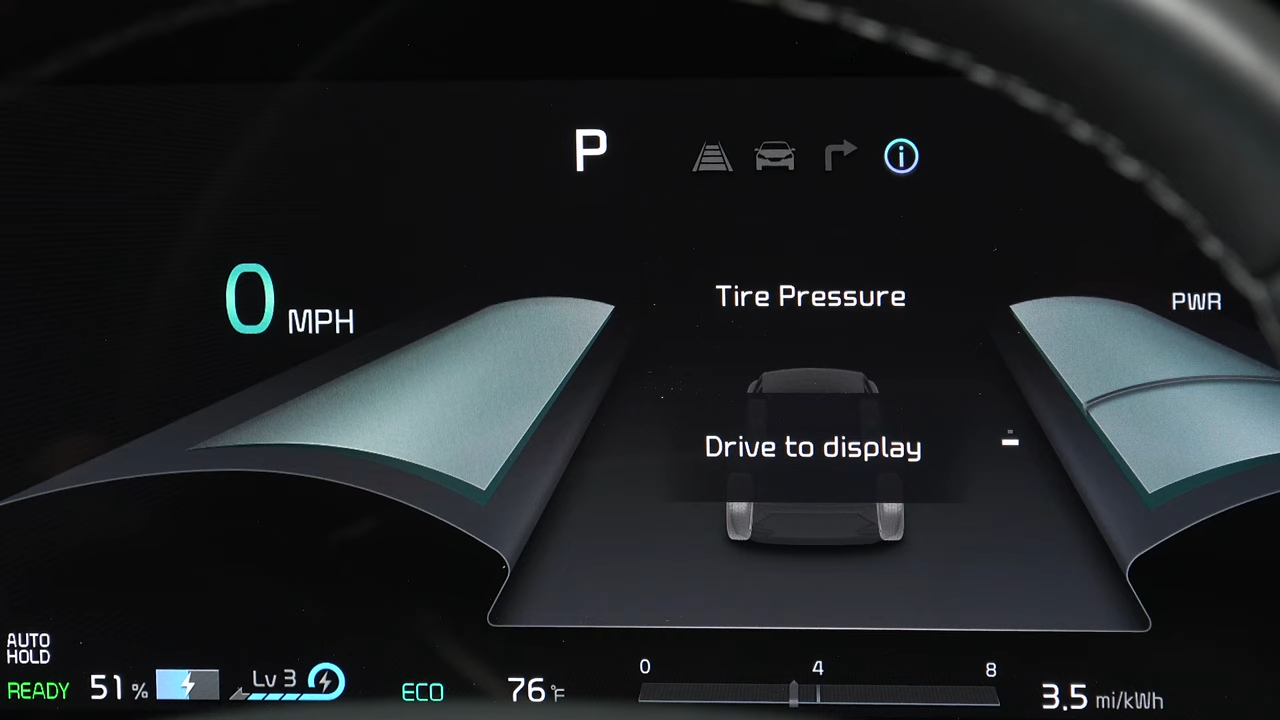 P
0 MPH
Tire Pressure
PWR
Drive to display
AUTO
HOLD
READY 51 % Lv 3 ECO 76 °F
0 4 8
3.5 mi/kWh